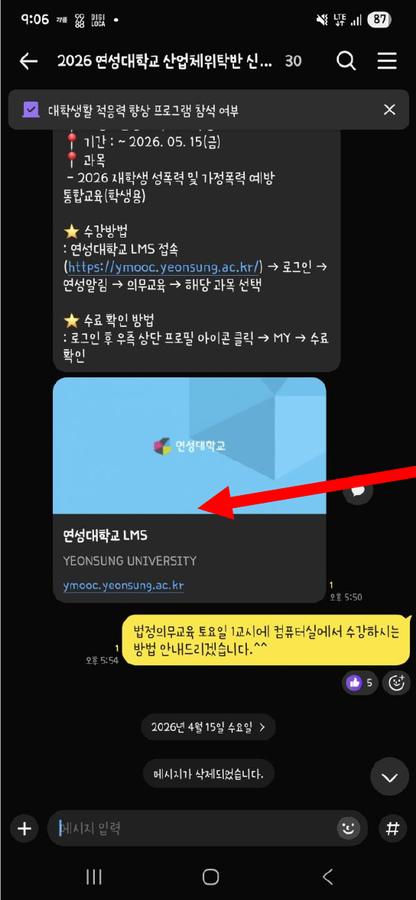 9:06
LTE
87
2026 연성대학교 산업체위탁반 신... 30
대학생활 적응력 향상 프로그램 참석 여부
기간 : ~ 2026. 05. 15(금)
과목
- 2026 재학생 성폭력 및 가정폭력 예방
통합교육(학생용)
수강방법
: 연성대학교 LMS 접속
(https://ymooc.yeonsung.ac.kr/) → 로그인 →
연성알림 → 의무교육 → 해당 과목 선택
수료 확인 방법
: 로그인 후 우측 상단 프로필 아이콘 클릭 → MY → 수료
확인
연성대학교
연성대학교 LMS
YEONSUNG UNIVERSITY
ymooc.yeonsung.ac.kr
1
오후 5:50
법정의무교육 토요일 1교시에 컴퓨터실에서 수강하시는
방법 안내드리겠습니다.^^
1
오후 5:54
5
2026년 4월 15일 수요일 >
메시지가 삭제되었습니다.
메시지 입력